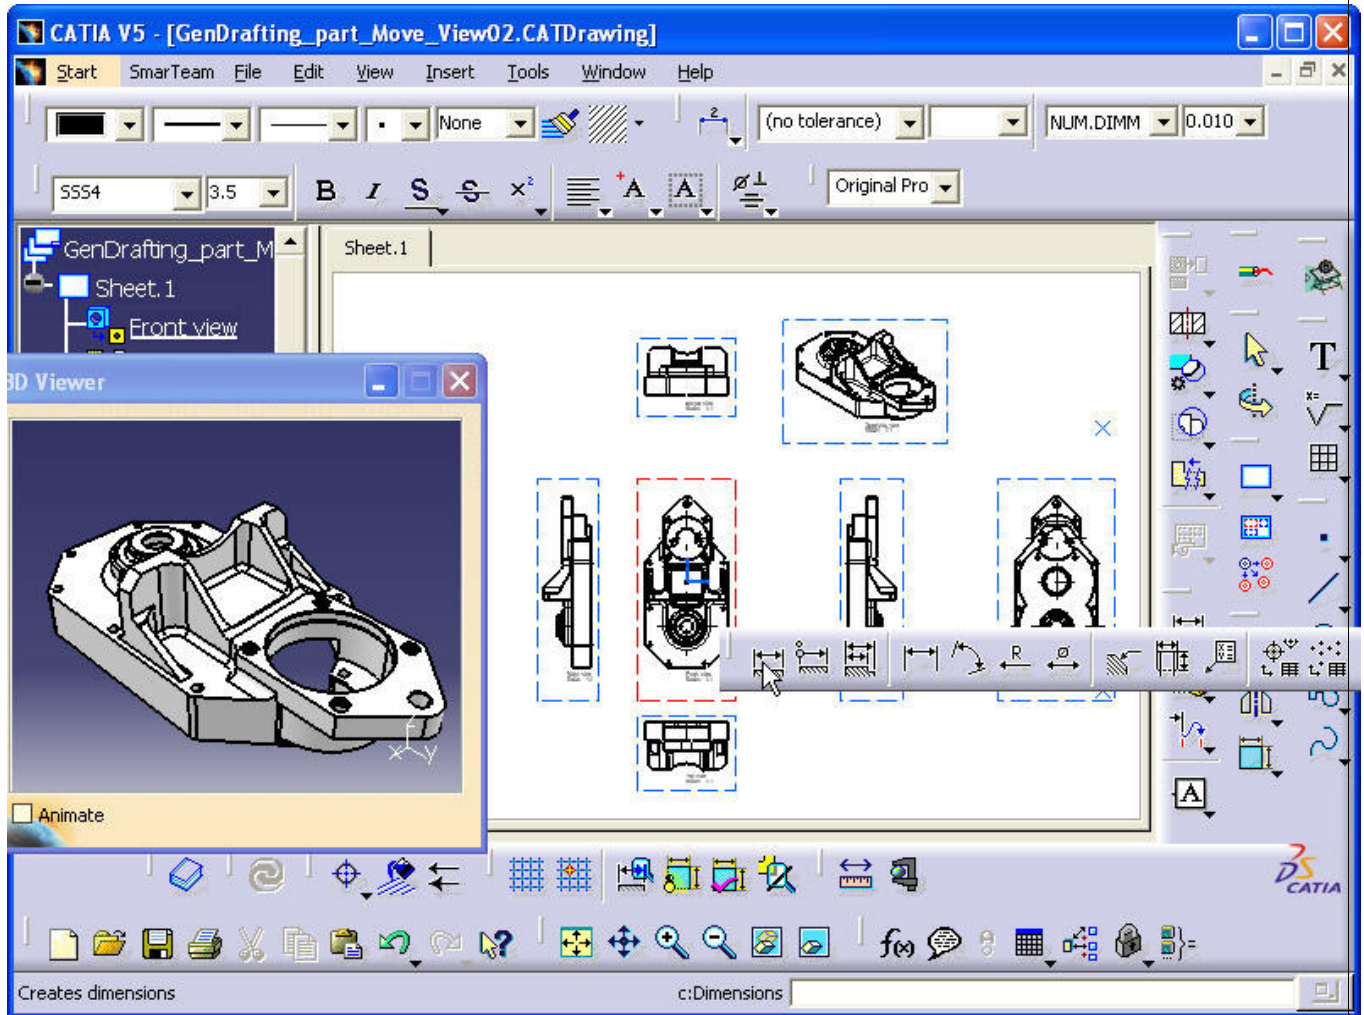 CATIA V5 - [GenDrafting_part_Move_View02.CATDrawing]
Start SmarTeam File Edit View Insert Tools Window Help
None (no tolerance) NUM.DIMM 0.010
SSS4 3.5 B I S S x² A A Original Pro
GenDrafting_part_M
Sheet.1
Sheet.1
Front view
3D Viewer
Animate
T
x=
R
A
x y z
DS
CATIA
f(x)
Creates dimensions c:Dimensions